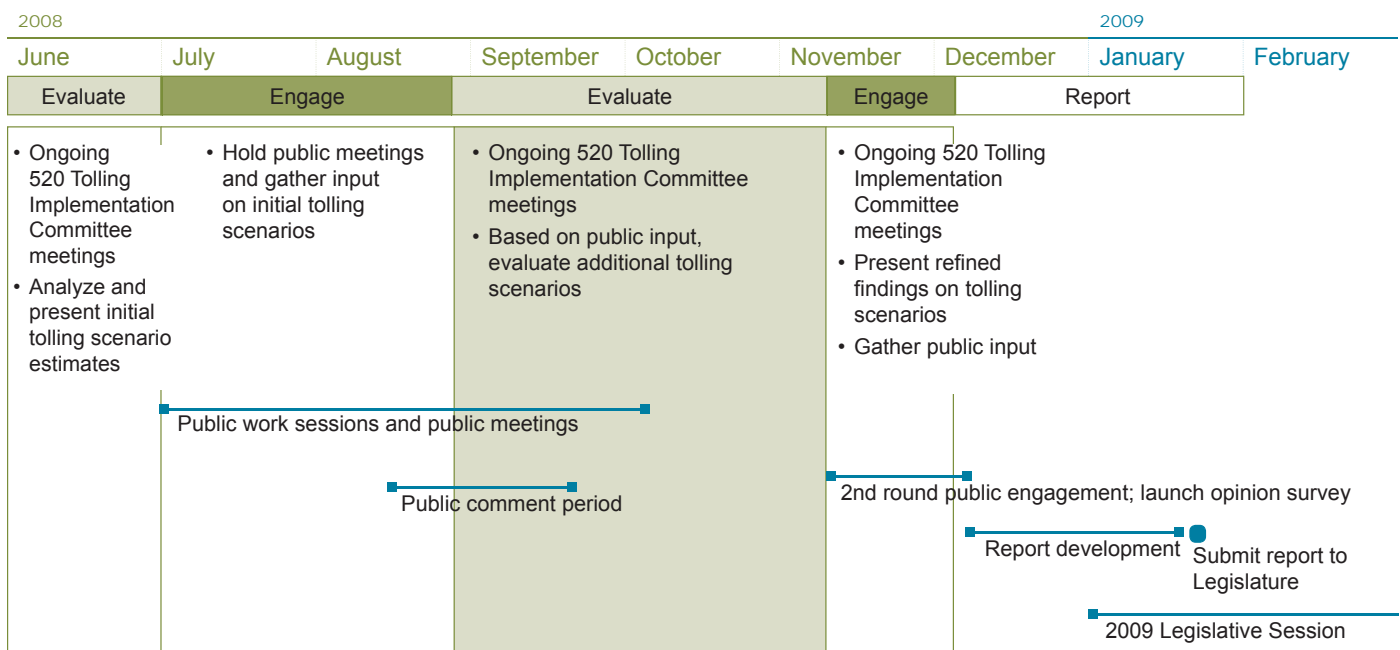 2008
2009
June
July
August
September
October
November
December
January
February
Evaluate
Engage
Evaluate
Engage
Report
• Ongoing
520 Tolling
Implementation
Committee
meetings
• Analyze and
present initial
tolling scenario
estimates
• Hold public meetings
and gather input
on initial tolling
scenarios
• Ongoing 520 Tolling
Implementation Committee
meetings
• Based on public input,
evaluate additional tolling
scenarios
• Ongoing 520 Tolling
Implementation
Committee
meetings
• Present refined
findings on tolling
scenarios
• Gather public input
Public work sessions and public meetings
Public comment period
2nd round public engagement; launch opinion survey
Report development
Submit report to
Legislature
2009 Legislative Session